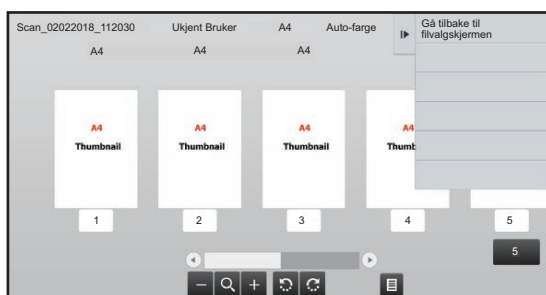 Scan_02022018_112030 Ukjent Bruker A4 Auto-farge
Gå tilbake til
filvalgskjermen
A4 A4 A4
A4 A4 A4 A4
Thumbnail Thumbnail Thumbnail Thumb
1 2 3 4 5
5